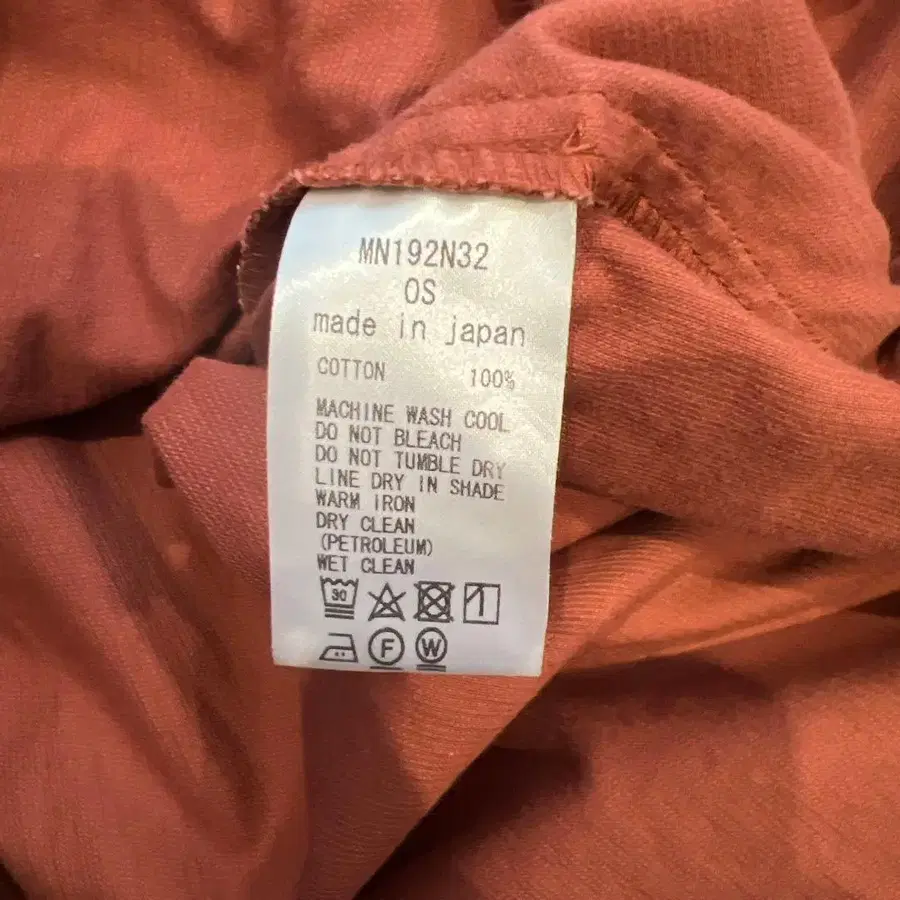 MN192N32
OS
made in japan
COTTON 100%
MACHINE WASH COOL
DO NOT BLEACH
DO NOT TUMBLE DRY
LINE DRY IN SHADE
WARM IRON
DRY CLEAN
(PETROLEUM)
WET CLEAN
30
F W